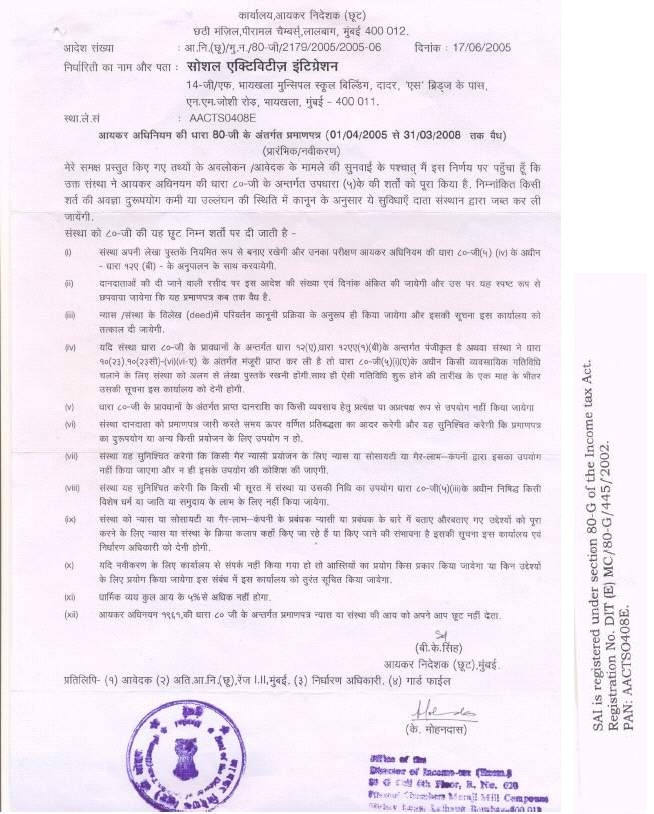 कार्यालय,आयकर निदेशक (छूट)
छठी मंज़िल,पीरामल चैम्बर्स,लालबाग, मुंबई 400 012.
आदेश संख्या : आ.नि.(छू)/मु.न./80-जी/2179/2005/2005-06 दिनांक : 17/06/2005
निर्धारिती का नाम और पता : सोशल एक्टिविटीज़ इंटिग्रेशन
14-जी/एफ, भायखला मुन्सिपल स्कूल बिल्डिंग, दादर, 'एस' ब्रिड्ज के पास,
एन.एम.जोशी रोड़, भायखला, मुंबई – 400 011.
स्था.ले.सं : AACTS0408E
आयकर अधिनियम की धारा 80-जी के अंतर्गत प्रमाणपत्र (01/04/2005 से 31/03/2008 तक वैध)
(प्रारंभिक/नवीकरण)
मेरे समक्ष प्रस्तुत किए गए तथ्यों के अवलोकन /आवेदक के मामले की सुनवाई के पश्चात् मैं इस निर्णय पर पहुँचा हूँ कि
उक्त संस्था ने आयकर अधिनयम की धारा ८०-जी के अन्तर्गत उपधारा (५)के की शर्तो को पूरा किया है. निम्नांकित किसी
शर्त की अवज्ञा दुरूपयोग कमी या उल्लंघन की स्थिति में कानून के अनुसार ये सुविधाएँ दाता संस्थान द्वारा जब्त कर ली
जायेगी.
संस्था को ८०-जी की यह छूट निम्न शर्तों पर दी जाती है -
(i) संस्था अपनी लेखा पुस्तकें नियमित रूप से बनाए रखेगी और उनका परीक्षण आयकर अधिनियम की धारा ८०-जी(५) (iv) के अधीन
- धारा १२ए (बी) - के अनुपालन के साथ करवायेगी.
(ii) दानदाताओं की दी जाने वाली रसीद पर इस आदेश की संख्या एवं दिनांक अंकित की जायेगी और उस पर यह स्पष्ट रूप से
छपवाया जायेगा कि यह प्रमाणपत्र कब तक वैध है.
(iii) न्यास /संस्था के विलेख (deed)में परिवर्तन कानूनी प्रक्रिया के अनुरूप ही किया जायेगा और इसकी सूचना इस कार्यालय को
तत्काल दी जायेगी.
(iv) यदि संस्था धारा ८०-जी के प्रावधानों के अन्तर्गत धारा १२(ए),धारा १२एए(१)(बी)के अन्तर्गत पंजीकृत है अथवा संस्था ने धारा
१०(२३),१०(२३सी)-(vi)(vi-ए) के अंतर्गत मंजूरी प्राप्त कर ली है तो धारा ८०-जी(५)(i)(ए)के अधीन किसी व्यवसायिक गतिविधि
चलाने के लिए संस्था को अलग से लेखा पुस्तकें रखनी होगी.साथ ही ऐसी गतिविधि शुरू होने की तारीख के एक माह के भीतर
उसकी सूचना इस कार्यालय को देनी होगी.
(v) धारा ८०-जी के प्रावधानों के अंतर्गत प्राप्त दानराशि का किसी व्यवसाय हेतु प्रत्यक्ष या अप्रत्यक्ष रूप से उपयोग नहीं किया जायेगा
(vi) संस्था दानदाता को प्रमाणपत्र जारी करते समय ऊपर वर्णित प्रतिबद्धता का आदर करेगी और यह सुनिश्चित करेगी कि प्रमाणपत्र
का दुरूपयोग या अन्य किसी प्रयोजन के लिए उपयोग न हो.
(vii) संस्था यह सुनिश्चित करेगी कि किसी गैर न्यासी प्रयोजन के लिए न्यास या सोसायटी या गैर-लाभ–कंपनी द्वारा इसका उपयोग
नहीं किया जाएगा और न ही इसके उपयोग की कोशिश की जाएगी.
(viii) संस्था यह सुनिश्चित करेगी कि किसी भी सूरत में संस्था या उसकी निधि का उपयोग धारा ८०-जी(५)(iii)के अधीन निषिद्ध किसी
विशेष धर्म या जाति या समुदाय के लाभ के लिए नहीं किया जायेगा.
(ix) संस्था को न्यास या सोसायटी या गैर-लाभ–कंपनी के प्रबंधक न्यासी या प्रबंधक के बारे में बताए औरबताए गए उद्देश्यों को पूरा
करने के लिए न्यास या संस्था के क्रिया कलाप कहाँ किए जा रहे हैं या किए जाने की संभावना है इसकी सूचना इस कार्यालय एवं
निर्धारण अधिकारी को देनी होगी.
(x) यदि नवीकरण के लिए कार्यालय से संपर्क नहीं किया गया हो तो आस्तियों का प्रयोग किस प्रकार किया जायेगा या किन उद्देश्यों
के लिए प्रयोग किया जायेगा इस संबंध में इस कार्यालय को तुरंत सूचित किया जायेगा.
(xi) धार्मिक व्यय कुल आय के ५%से अधिक नहीं होगा.
(xii) आयकर अधिनयम १९६१,की धारा ८० जी के अन्तर्गत प्रमाणपत्र न्यास या संस्था की आय को अपने आप छूट नहीं देता.
(बी.के.सिंह)
आयकर निदेशक (छूट),मुंबई.
प्रतिलिपि- (१) आवेदक (२) अति.आ.नि.(छू),रेंज I.II,मुंबई. (३) निर्धारण अधिकारी. (४) गार्ड फाईल
(के. मोहनदास)
Office of the
Director of Income-tax (Exem.)
80 G Cell 6th Floor, R. No. 620
Piramal Chambers Morarji Mill Compound
Lalbaug Bombay-400 012
SAI is registered under section 80-G of the Income tax Act.
Registration No. DIT (E) MC/80-G/445/2002.
PAN: AACTSO408E.